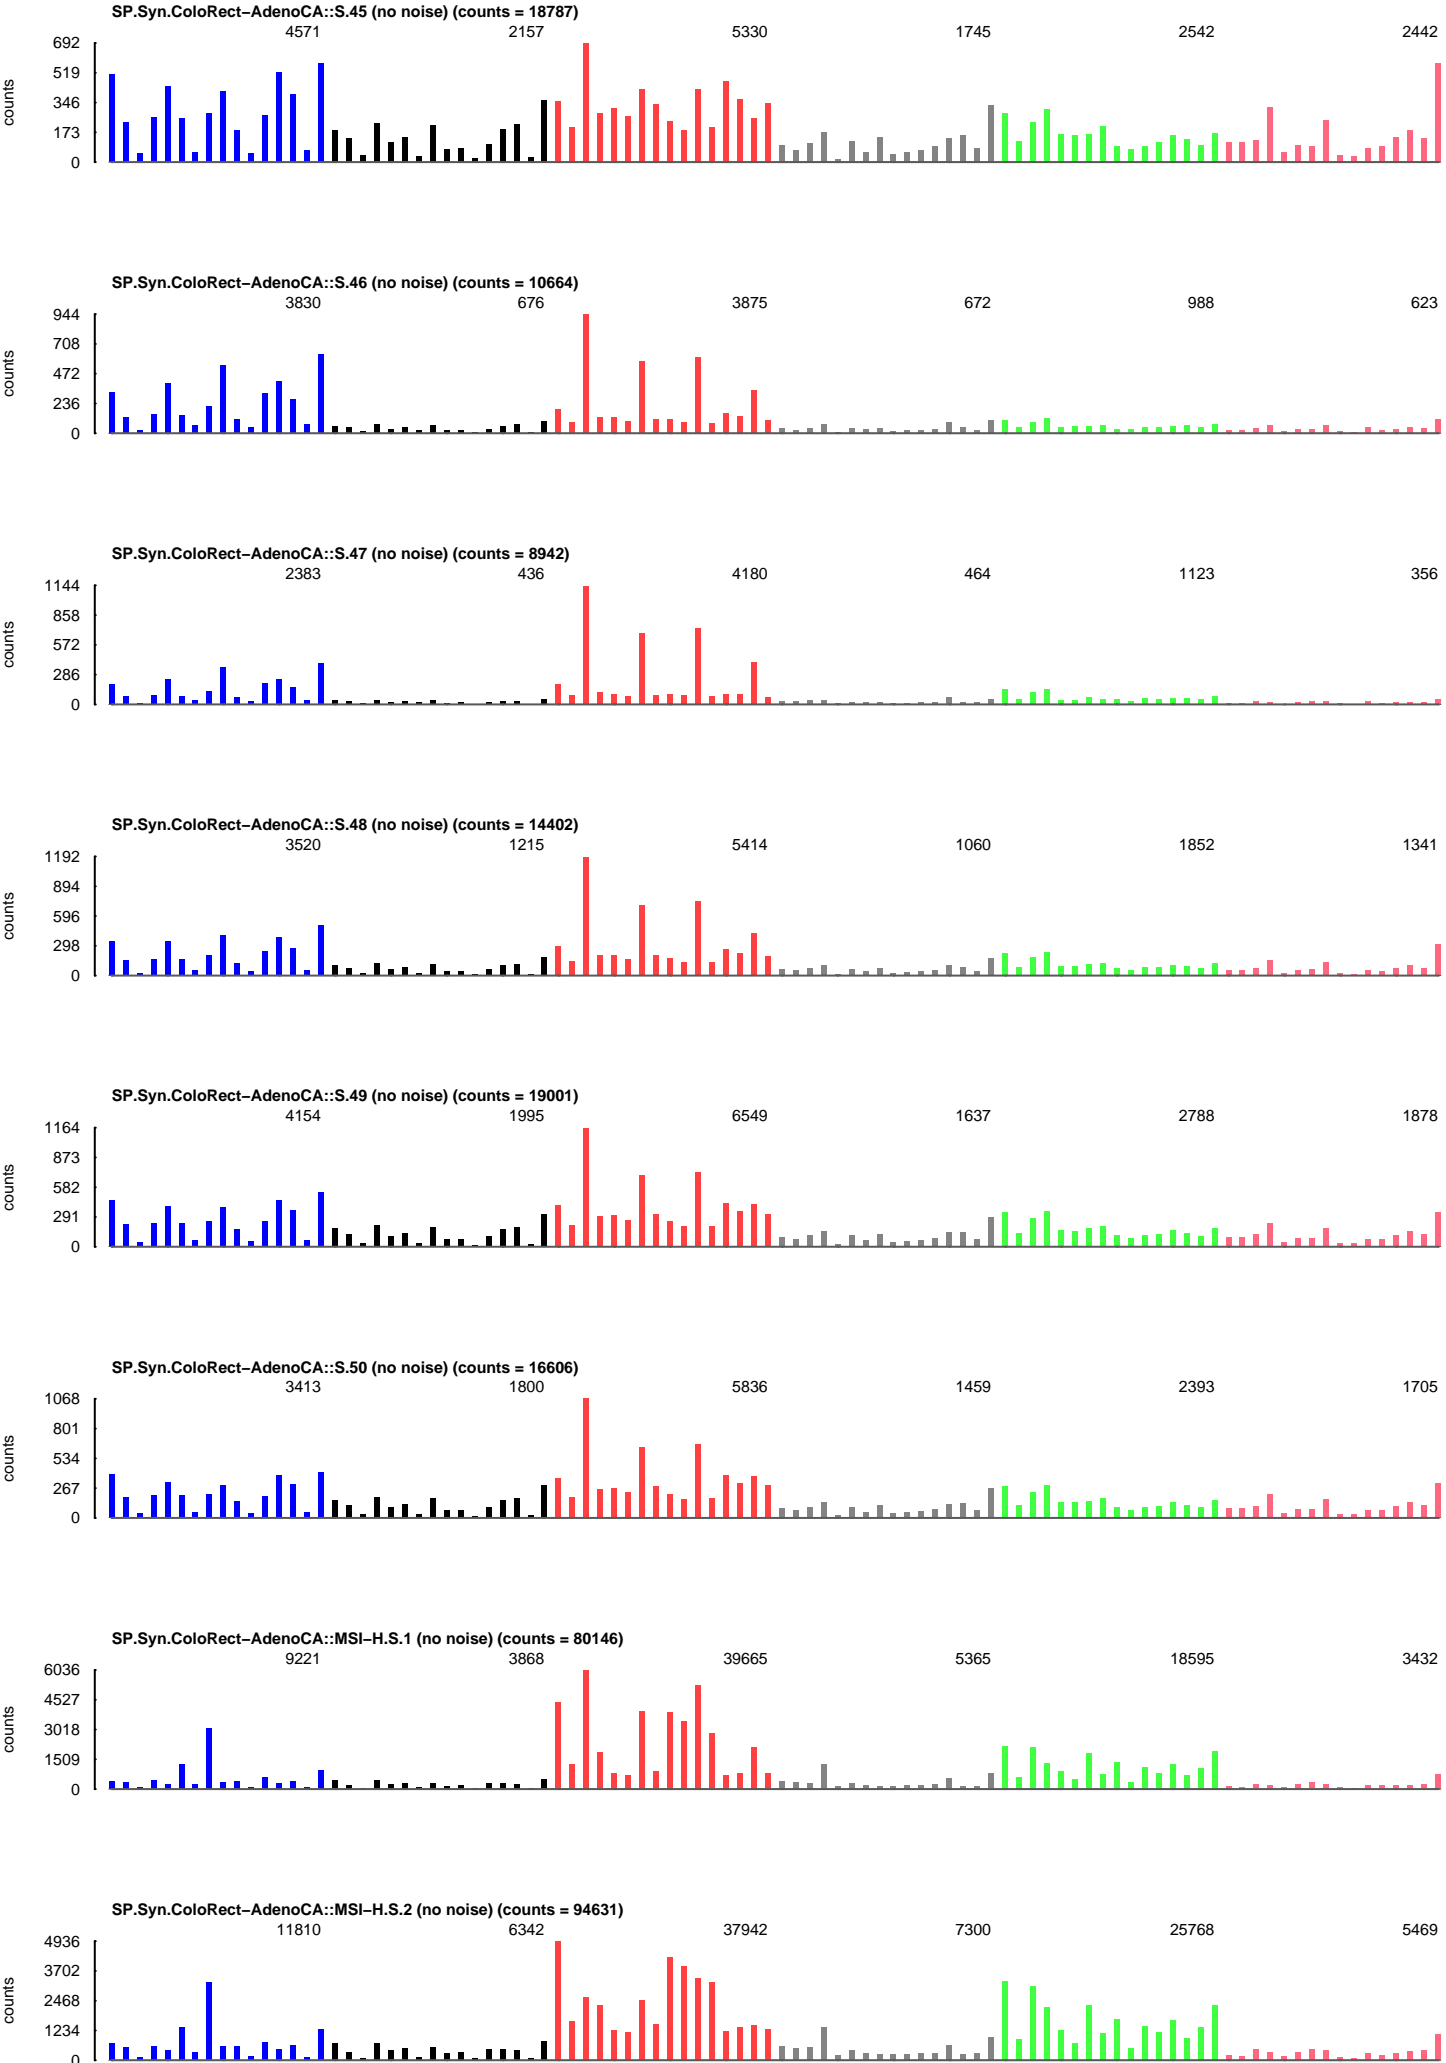 SP.Syn.ColoRect−AdenoCA::S.45 (no noise) (counts = 18787)
4571 2157 5330 1745 2542 2442
692
519
346
173
0
counts
SP.Syn.ColoRect−AdenoCA::S.46 (no noise) (counts = 10664)
3830 676 3875 672 988 623
944
708
472
236
0
counts
SP.Syn.ColoRect−AdenoCA::S.47 (no noise) (counts = 8942)
2383 436 4180 464 1123 356
1144
858
572
286
0
counts
SP.Syn.ColoRect−AdenoCA::S.48 (no noise) (counts = 14402)
3520 1215 5414 1060 1852 1341
1192
894
596
298
0
counts
SP.Syn.ColoRect−AdenoCA::S.49 (no noise) (counts = 19001)
4154 1995 6549 1637 2788 1878
1164
873
582
291
0
counts
SP.Syn.ColoRect−AdenoCA::S.50 (no noise) (counts = 16606)
3413 1800 5836 1459 2393 1705
1068
801
534
267
0
counts
SP.Syn.ColoRect−AdenoCA::MSI−H.S.1 (no noise) (counts = 80146)
9221 3868 39665 5365 18595 3432
6036
4527
3018
1509
0
counts
SP.Syn.ColoRect−AdenoCA::MSI−H.S.2 (no noise) (counts = 94631)
11810 6342 37942 7300 25768 5469
4936
3702
2468
1234
0
counts